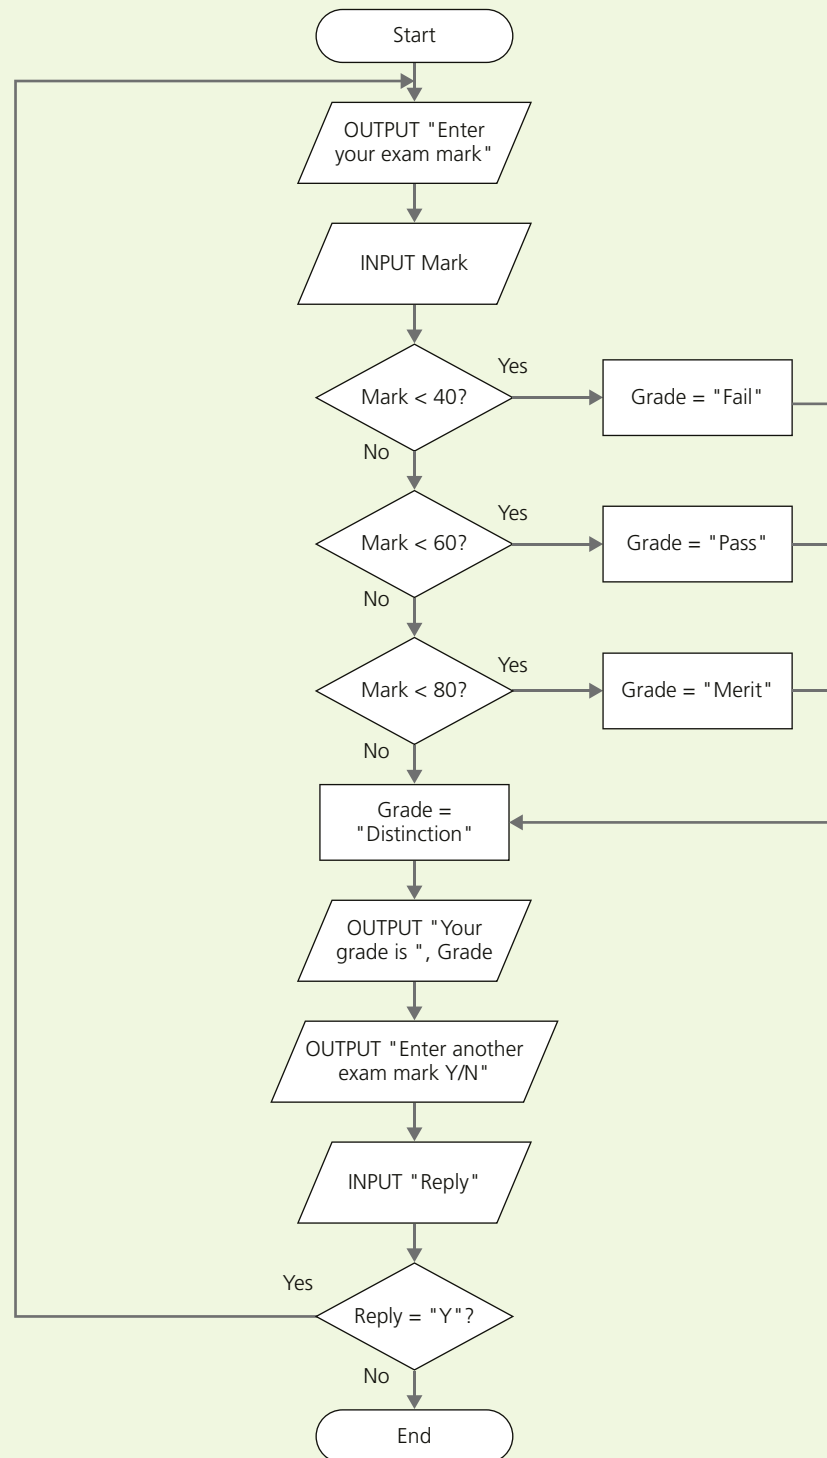 Start
OUTPUT "Enter
your exam mark"
INPUT Mark
Mark < 40?
Yes
Grade = "Fail"
No
Mark < 60?
Yes
Grade = "Pass"
No
Mark < 80?
Yes
Grade = "Merit"
No
Grade =
"Distinction"
OUTPUT "Your
grade is ", Grade
OUTPUT "Enter another
exam mark Y/N"
INPUT "Reply"
Yes
Reply = "Y"?
No
End